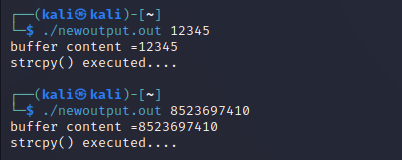 ┌──(kali㉿kali)-[~]
└─$ ./newoutput.out 12345
buffer content =12345
strcpy() executed....
┌──(kali㉿kali)-[~]
└─$ ./newoutput.out 8523697410
buffer content =8523697410
strcpy() executed....